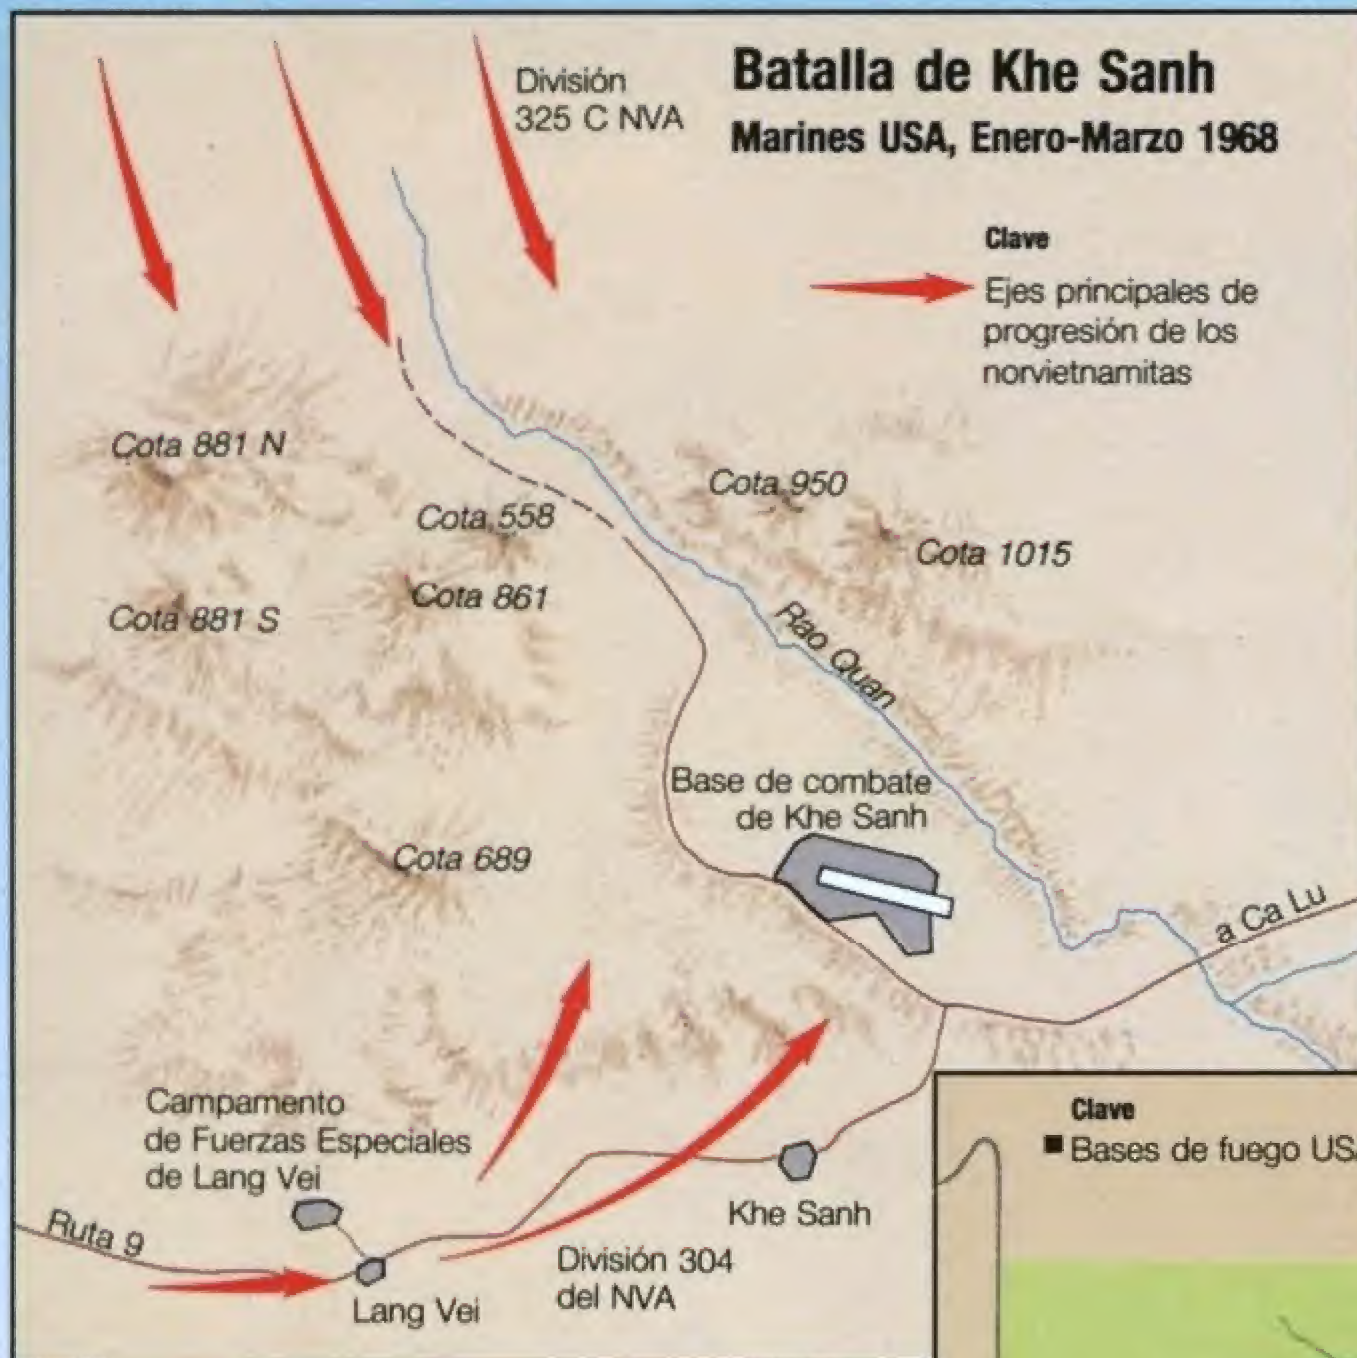 Batalla de Khe Sanh
Marines USA, Enero-Marzo 1968
División
325 C NVA
Clave
Ejes principales de
progresión de los
norvietnamitas
Cota 881 N
Cota 950
Cota 558
Cota 1015
Cota 861
Cota 881 S
Rao Quan
Base de combate
de Khe Sanh
Cota 689
a Ca Lu
Campamento
de Fuerzas Especiales
de Lang Vei
Ruta 9
Khe Sanh
División 304
del NVA
Lang Vei
Clave
Bases de fuego